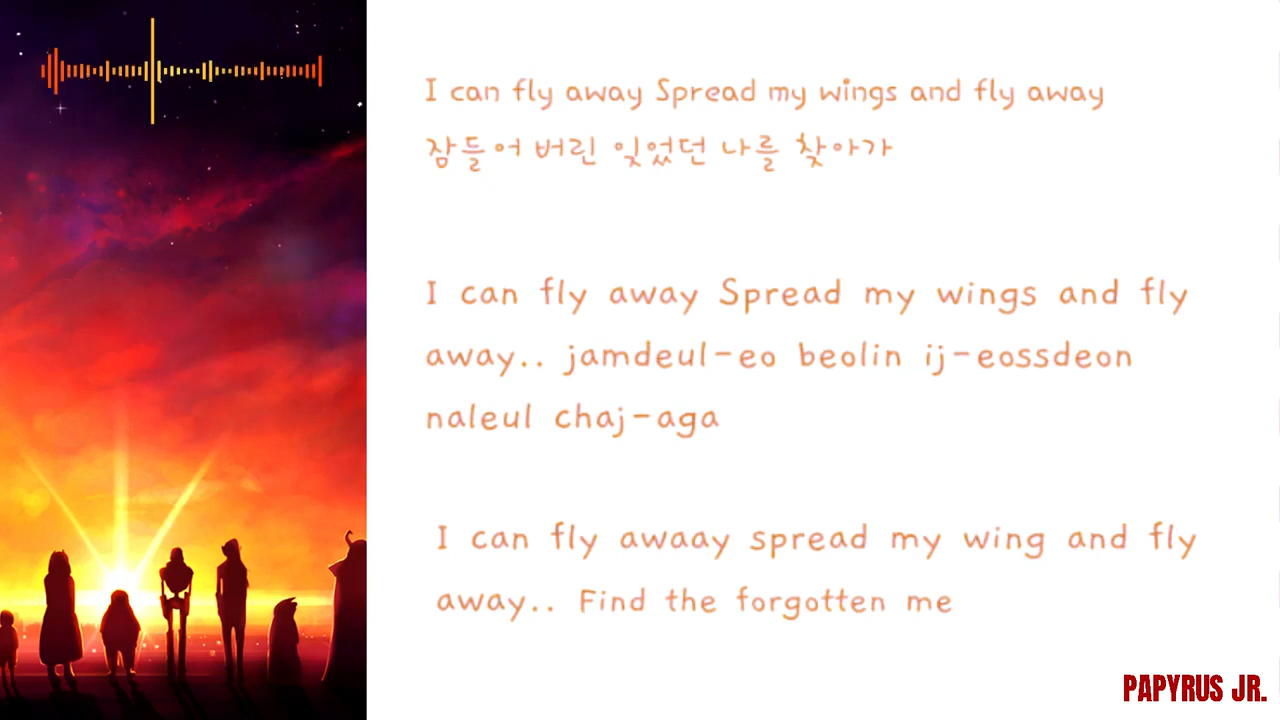 I can fly away Spread my wings and fly away
잠들어 버린 잊었던 나를 찾아가
I can fly away Spread my wings and fly
away.. jamdeul-eo beolin ij-eossdeon
naleul chaj-aga
I can fly awaay spread my wing and fly
away.. Find the forgotten me
PAPYRUS JR.